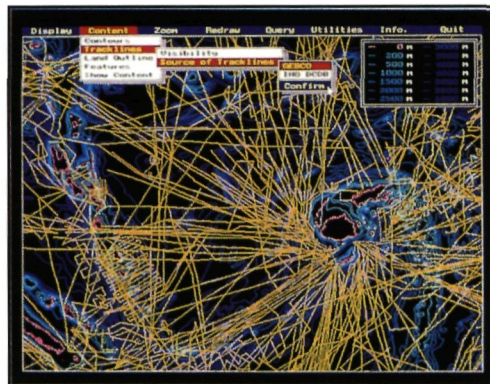 Display Content Zoom Redraw Query Utilities Info. Quit
Contours
Tracklines
Land Outline
Features
Show Content
Visibility
Source of Tracklines
GEBCO
IHO DCDB
Confirm
0 M
200 M
500 M
1000 M
1500 M
2000 M
2500 M